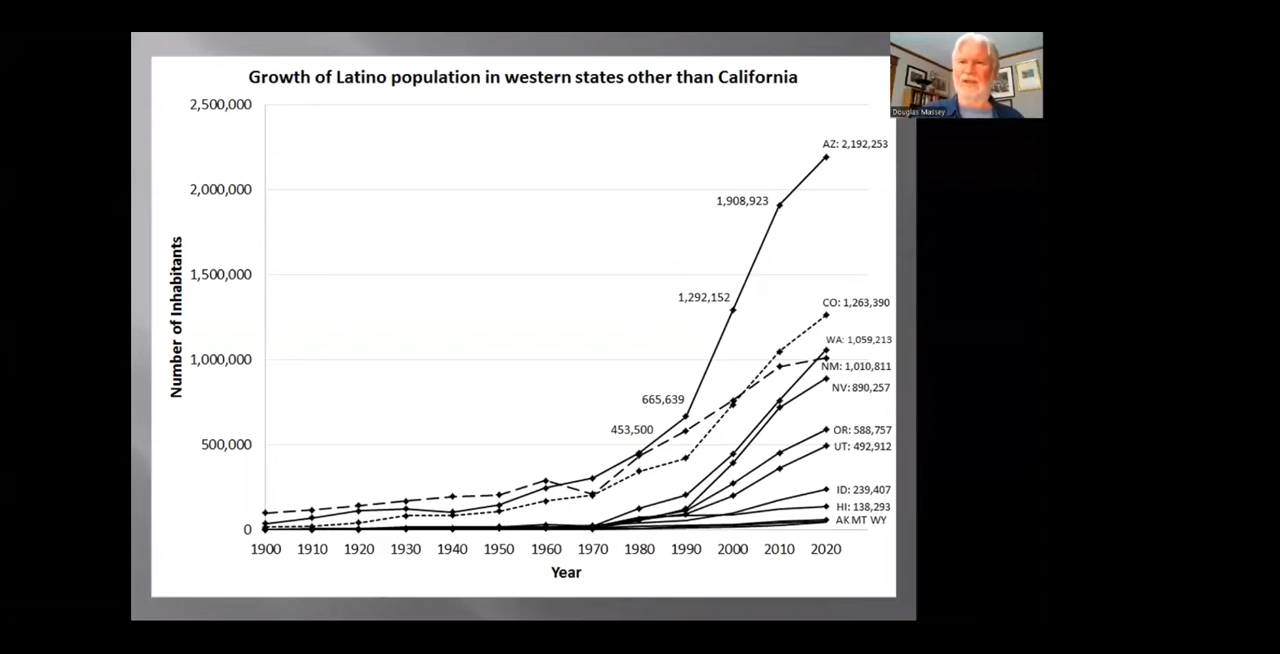 Growth of Latino population in western states other than California
Douglas Massey
2,500,000
AZ: 2,192,253
2,000,000
1,908,923
Number of Inhabitants
1,500,000
1,292,152
CO: 1,263,390
WA: 1,059,213
1,000,000
NM: 1,010,811
NV: 890,257
665,639
453,500
500,000
OR: 588,757
UT: 492,912
ID: 239,407
HI: 138,293
AK MT WY
0
1900 1910 1920 1930 1940 1950 1960 1970 1980 1990 2000 2010 2020
Year